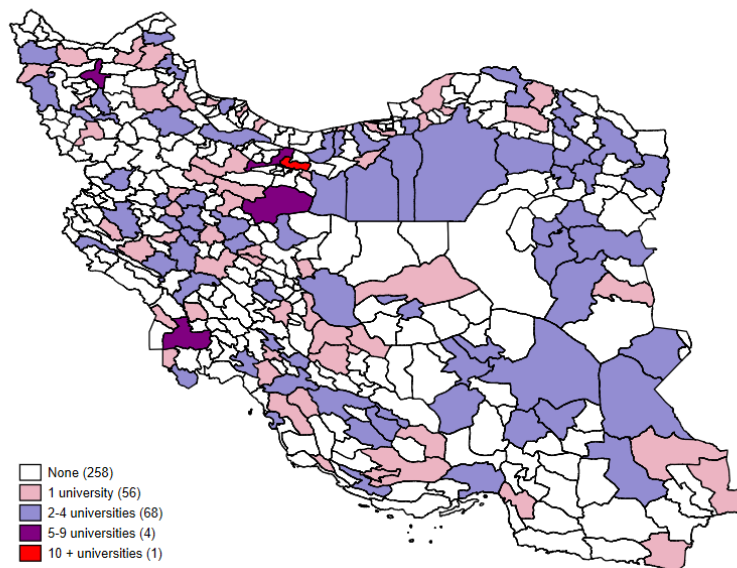 None (258)
1 university (56)
2-4 universities (68)
5-9 universities (4)
10 + universities (1)